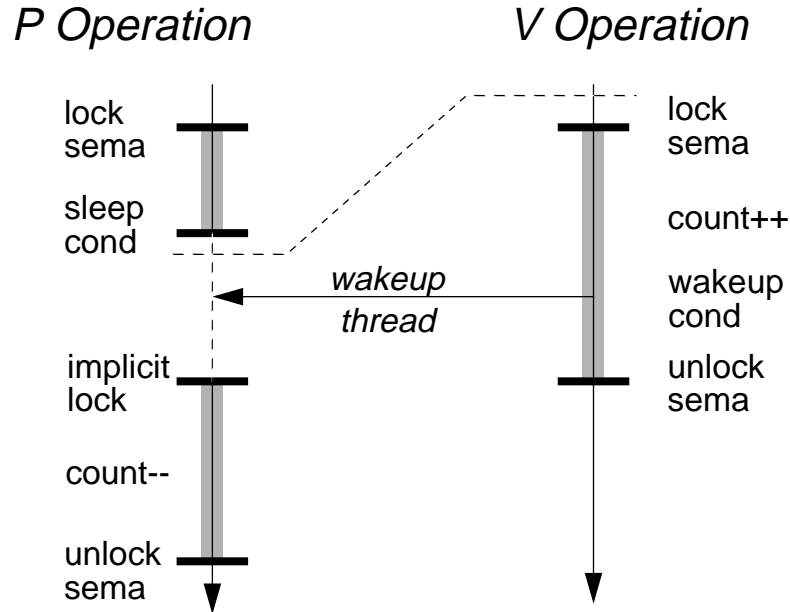 P Operation
V Operation
lock
sema
sleep
cond
implicit
lock
count--
unlock
sema
wakeup
thread
lock
sema
count++
wakeup
cond
unlock
sema